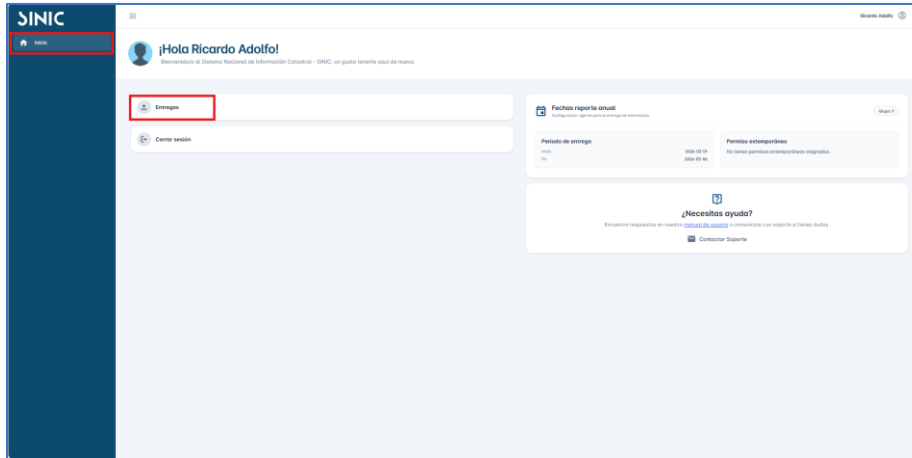 SINIC
Ricardo Adolfo
Inicio
¡Hola Ricardo Adolfo!
Bienvenido/a al Sistema Nacional de Información Catastral - SINIC, un gusto tenerte aquí de nuevo.
Entregas
Cerrar sesión
Fechas reporte anual
Configuración vigente para la entrega de información
Periodo de entrega
Inicio
Fin
Permiso extemporáneo
No tienes permisos extemporáneos asignados.
¿Necesitas ayuda?
Encuentra respuestas en nuestro manual de usuario o comunícate con soporte si tienes dudas.
Contactar Soporte